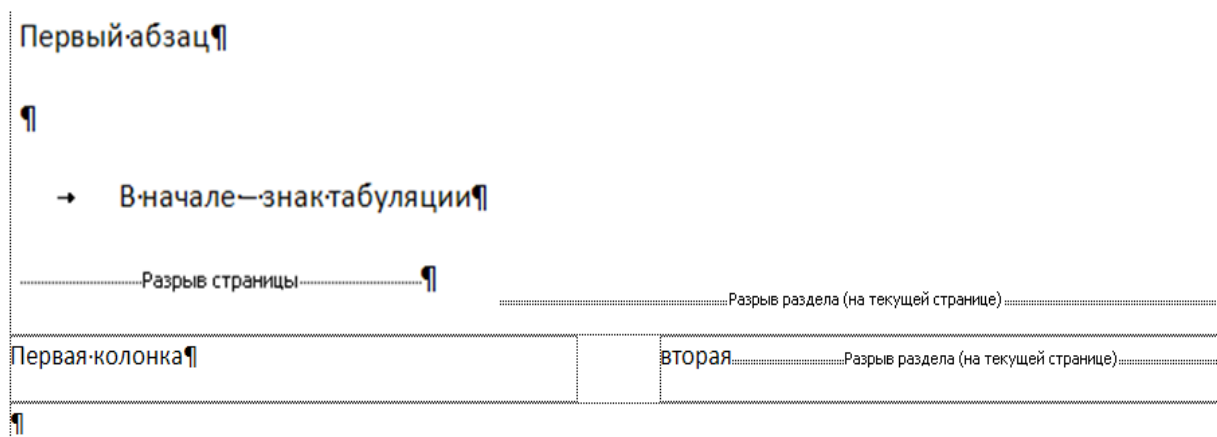 Первый·абзац¶
¶
→ В·начале·–·знак·табуляции¶
Разрыв страницы¶
Разрыв раздела (на текущей странице)
Первая·колонка¶
вторая Разрыв раздела (на текущей странице)
¶